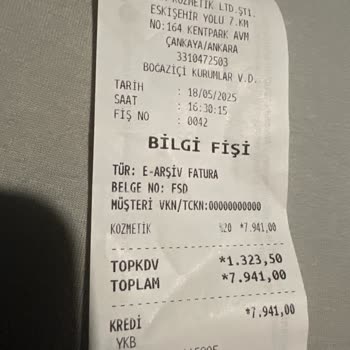 KOZMETİK LTD.ŞTİ.
ESKİŞEHİR YOLU 7.KM
NO:164 KENTPARK AVM
ÇANKAYA/ANKARA
3310472503
BOĞAZİÇİ KURUMLAR V.D.
TARİH : 18/05/2025
SAAT : 16:30:15
FİŞ NO : 0042
BİLGİ FİŞİ
TÜR: E-ARŞİV FATURA
BELGE NO: FSD
MÜŞTERİ VKN/TCKN:00000000000
KOZMETİK %20 *7.941,00
TOPKDV *1.323,50
TOPLAM *7.941,00
KREDİ *7.941,00
YKB